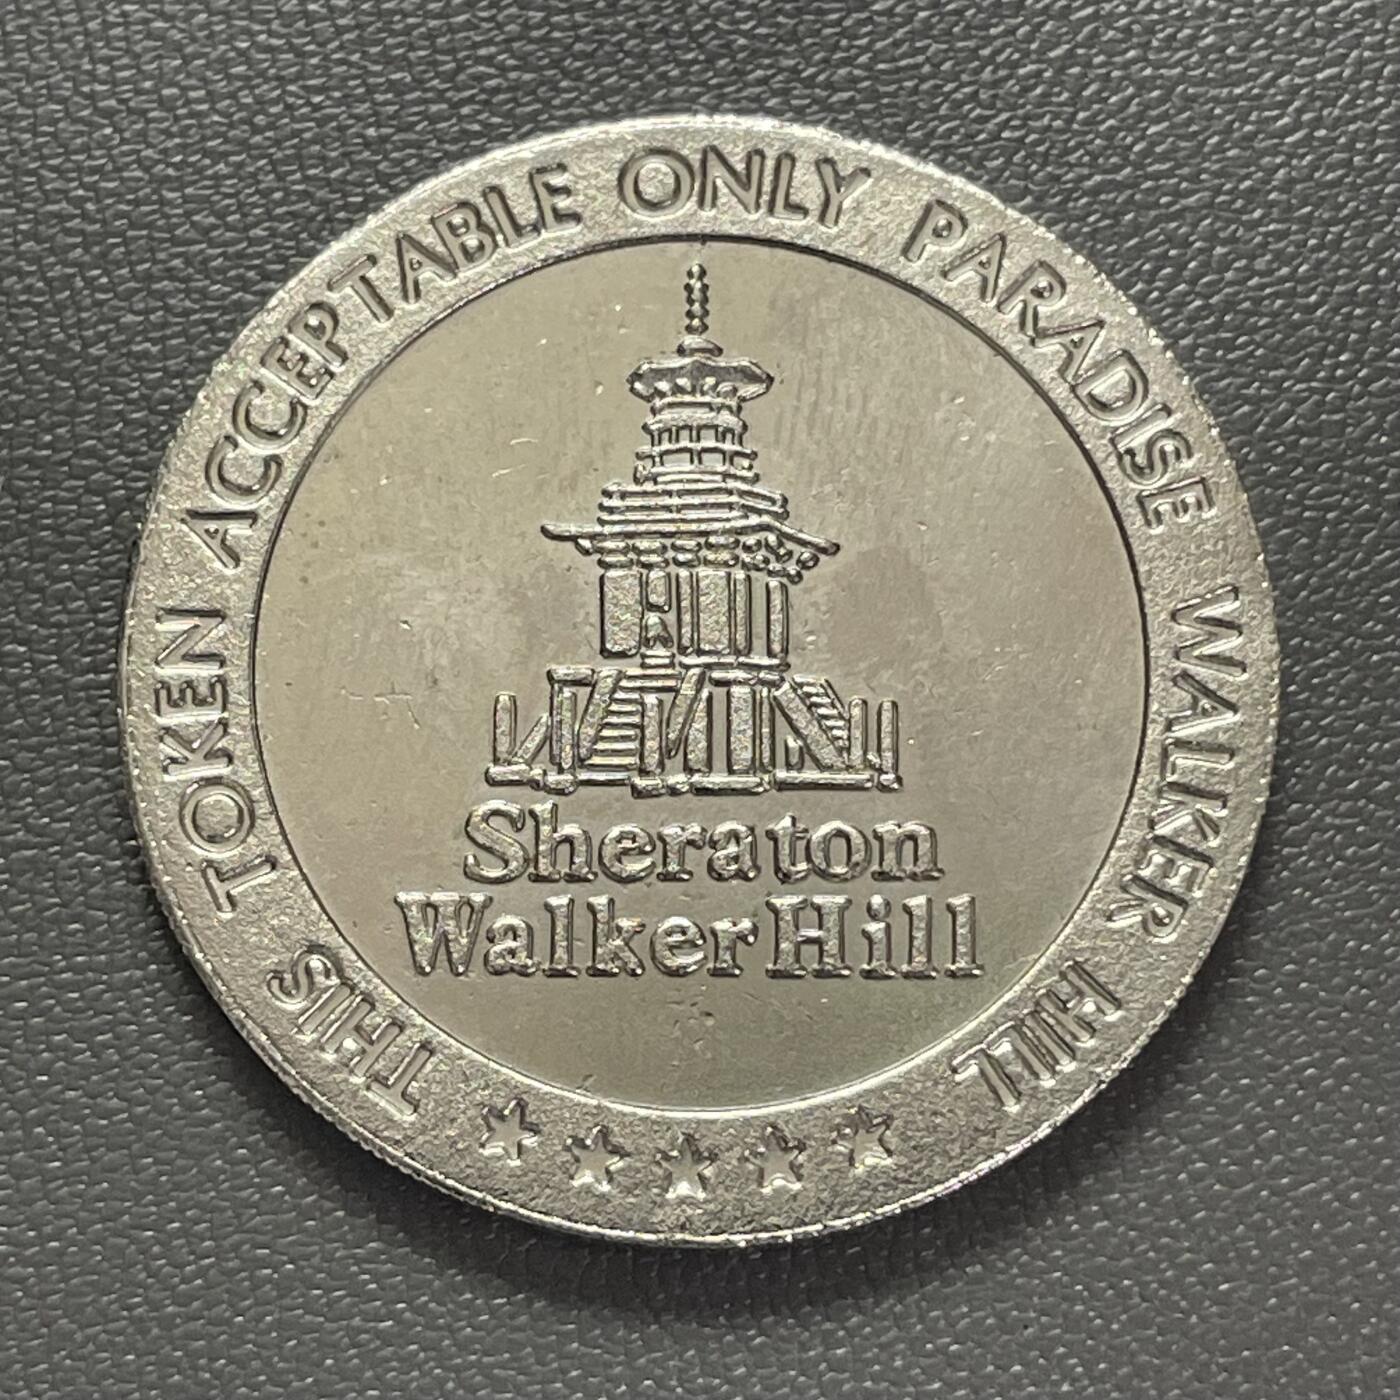 THIS TOKEN ACCEPTABLE ONLY PARADISE WALKER HILL
Sheraton
Walker Hill